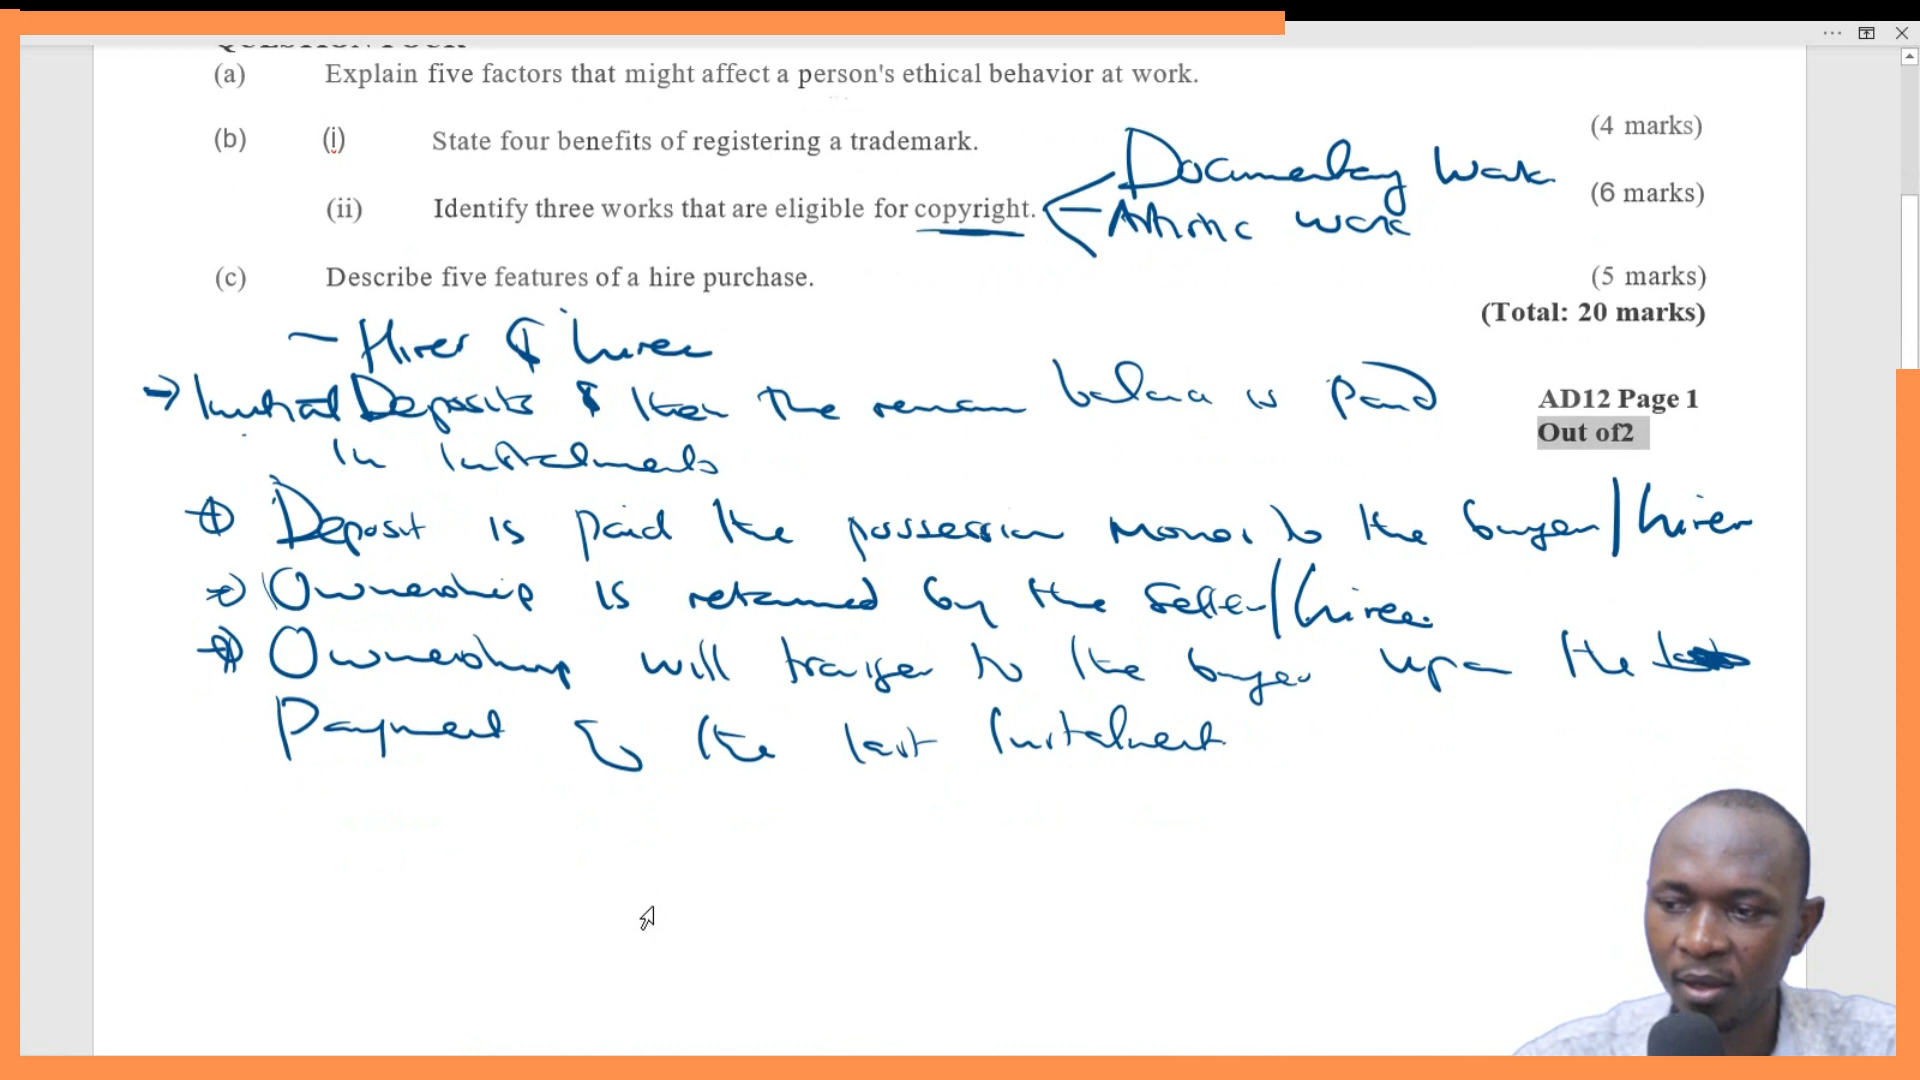 QUESTION FOUR
(a) Explain five factors that might affect a person's ethical behavior at work.
(4 marks)
(b) (i) State four benefits of registering a trademark.
Documentary Work
(6 marks)
(ii) Identify three works that are eligible for copyright.
Artistic work
(c) Describe five features of a hire purchase.
(5 marks)
(Total: 20 marks)
- Hirer & hiree
→ Initial Deposits & then the remain balance is paid
AD12 Page 1
Out of2
In Instalments
Deposit is paid the possession moves to the buyer/hirer
Ownership is retained by the seller/hiree.
Ownership will transfer to the buyer upon the
Payment of the last Instalment